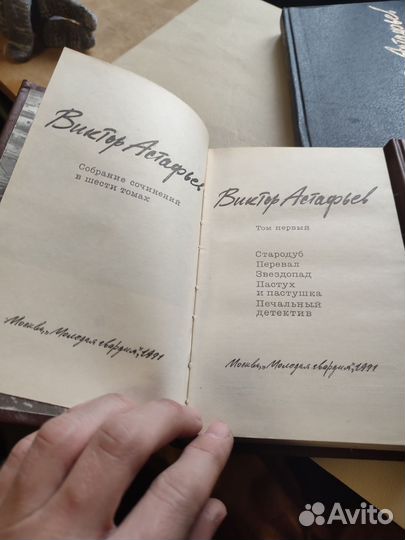 Виктор Астафьев
Собрание сочинений
в шести томах
Москва, „Молодая гвардия“, 1991
Виктор Астафьев
Том первый
Стародуб
Перевал
Звездопад
Пастух
и пастушка
Печальный
детектив
Москва, „Молодая гвардия“, 1991
Астафьев
Avito